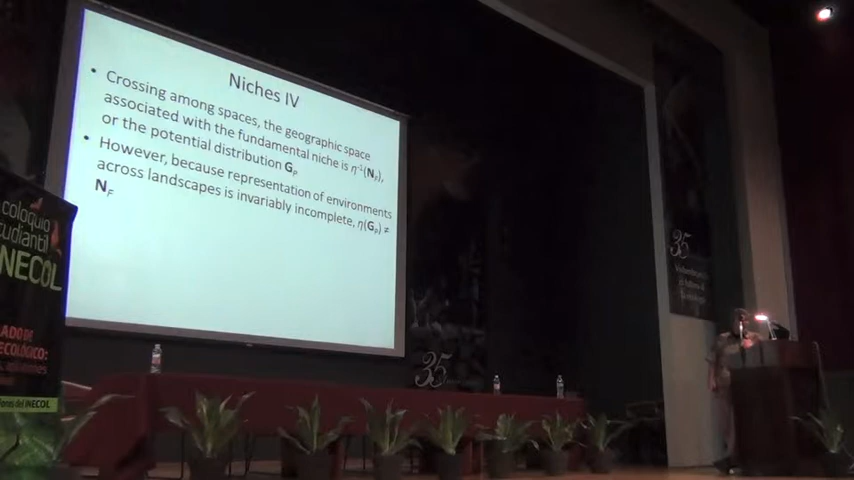 Niches IV
• Crossing among spaces, the geographic space
associated with the fundamental niche is η⁻¹(N_F),
or the potential distribution G_P
• However, because representation of environments
across landscapes is invariably incomplete, η(G_P) ≠
N_F
coloquio
INECOL
35
35